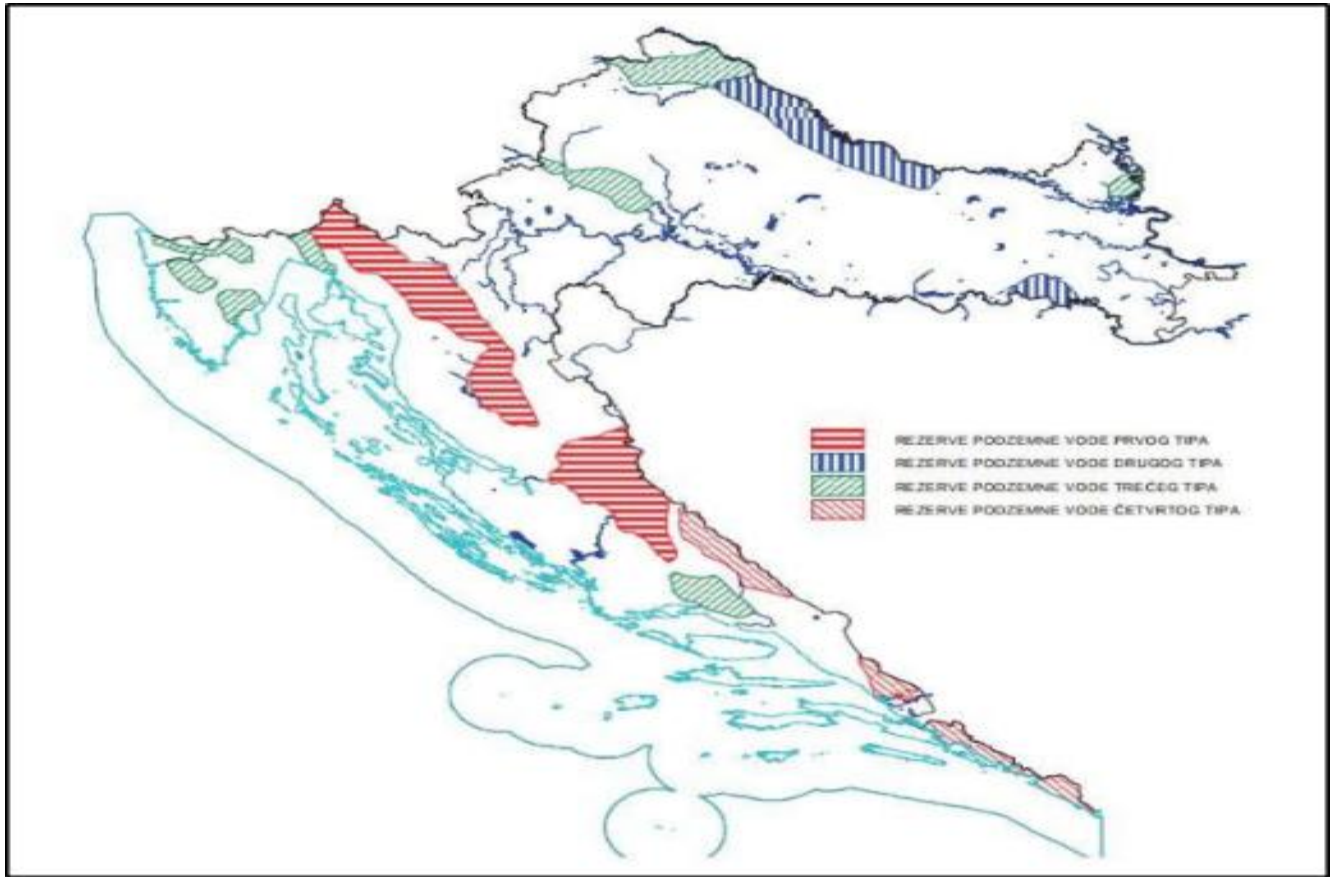 REZERVE PODZEMNE VODE PRVOG TIPA
REZERVE PODZEMNE VODE DRUGOG TIPA
REZERVE PODZEMNE VODE TREĆEG TIPA
REZERVE PODZEMNE VODE ČETVRTOG TIPA